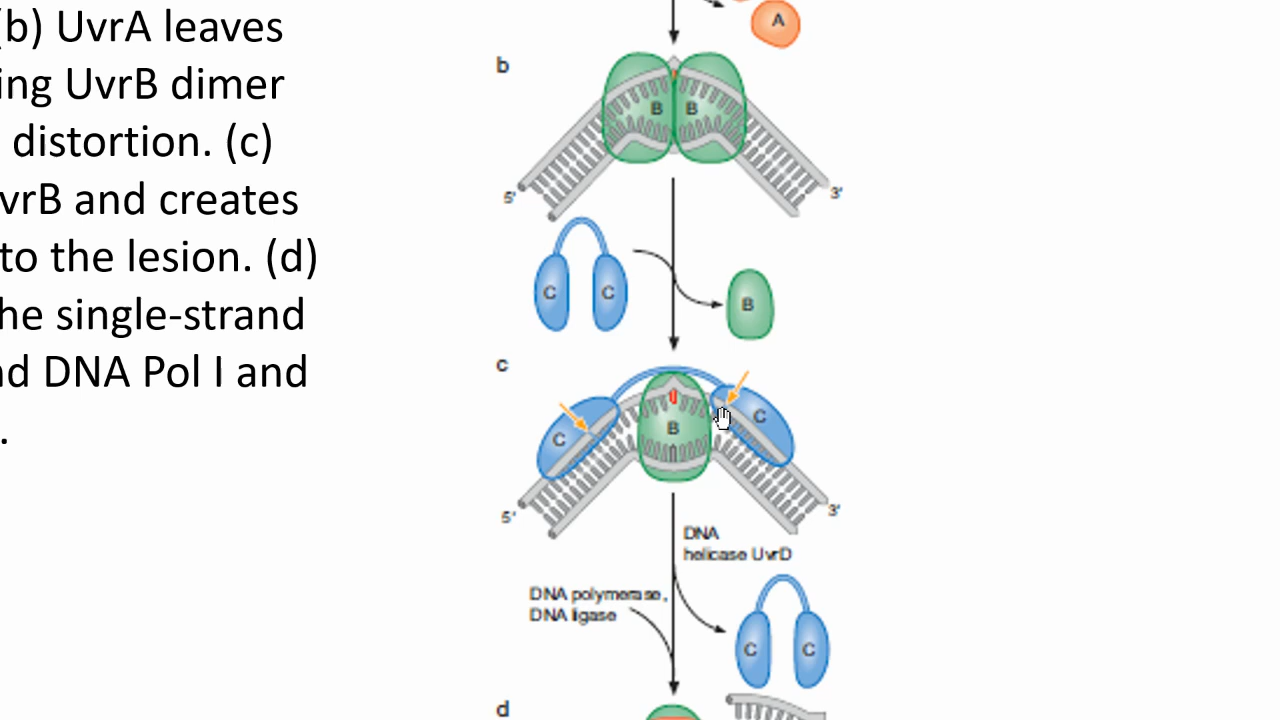 (b) UvrA leaves
ing UvrB dimer
distortion. (c)
vrB and creates
to the lesion. (d)
he single-strand
nd DNA Pol I and
.
A
b
B B
5' 3'
C C
B
c
C B C
5' 3'
DNA
helicase UvrD
DNA polymerase,
DNA ligase
C C
d